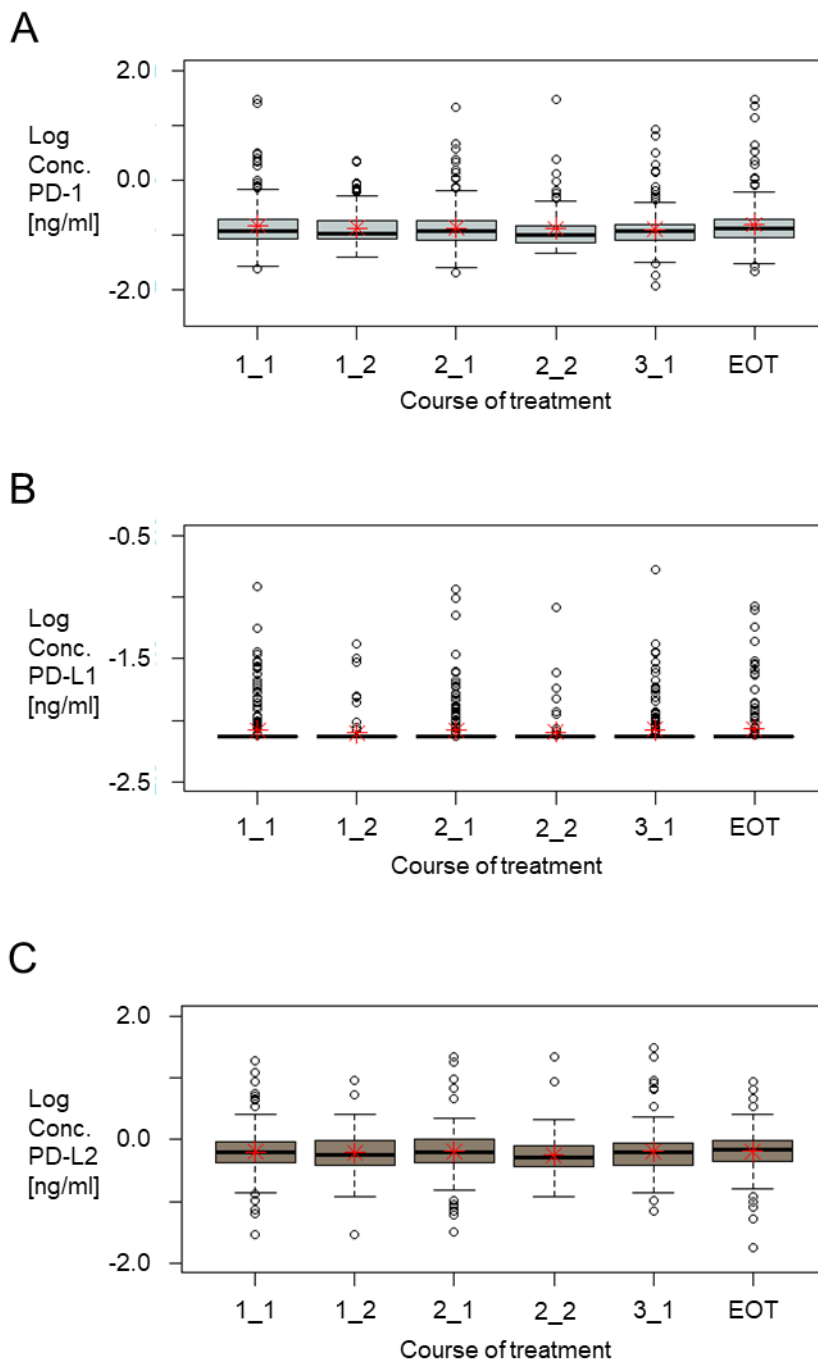 A
2.0
0.0
-2.0
Log
Conc.
PD-1
[ng/ml]
1_1 1_2 2_1 2_2 3_1 EOT
Course of treatment
B
-0.5
-1.5
-2.5
Log
Conc.
PD-L1
[ng/ml]
1_1 1_2 2_1 2_2 3_1 EOT
Course of treatment
C
2.0
0.0
-2.0
Log
Conc.
PD-L2
[ng/ml]
1_1 1_2 2_1 2_2 3_1 EOT
Course of treatment